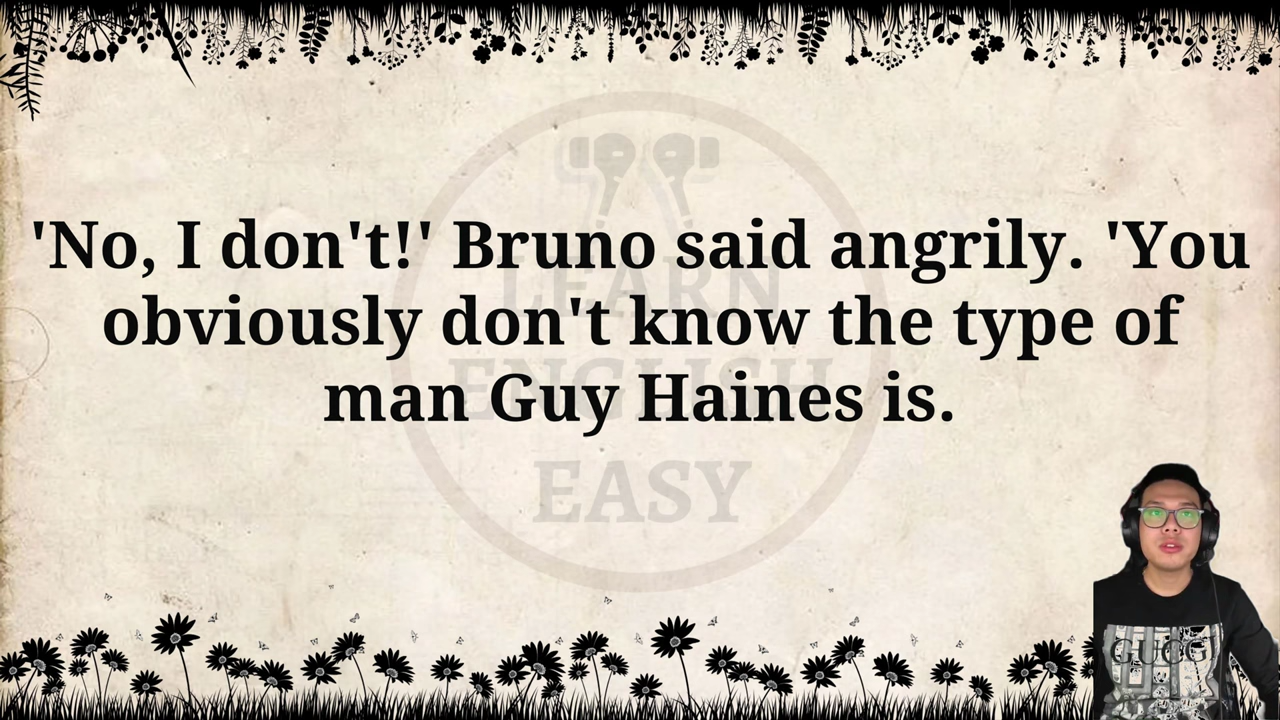 'No, I don't!' Bruno said angrily. 'You
obviously don't know the type of
man Guy Haines is.
LEARN
ENGLISH
EASY
GUCCI